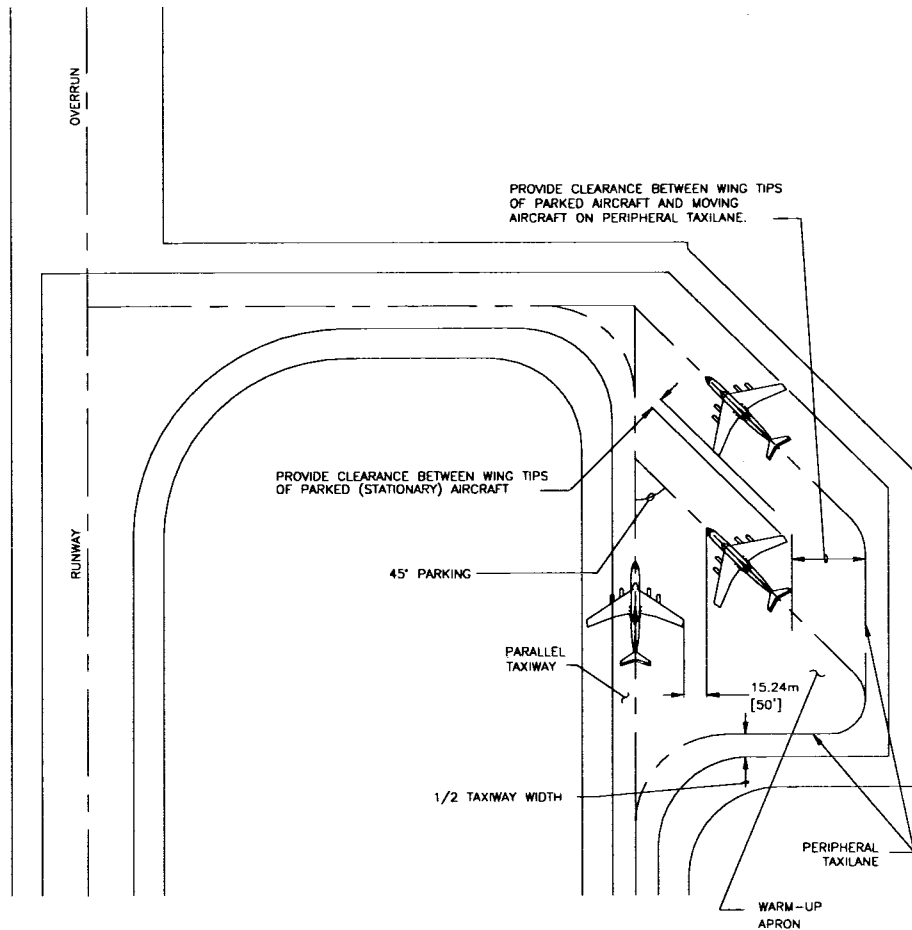 OVERRUN
PROVIDE CLEARANCE BETWEEN WING TIPS
OF PARKED AIRCRAFT AND MOVING
AIRCRAFT ON PERIPHERAL TAXILANE.
PROVIDE CLEARANCE BETWEEN WING TIPS
OF PARKED (STATIONARY) AIRCRAFT
RUNWAY
45° PARKING
PARALLEL
TAXIWAY
15.24m
[50']
1/2 TAXIWAY WIDTH
PERIPHERAL
TAXILANE
WARM-UP
APRON